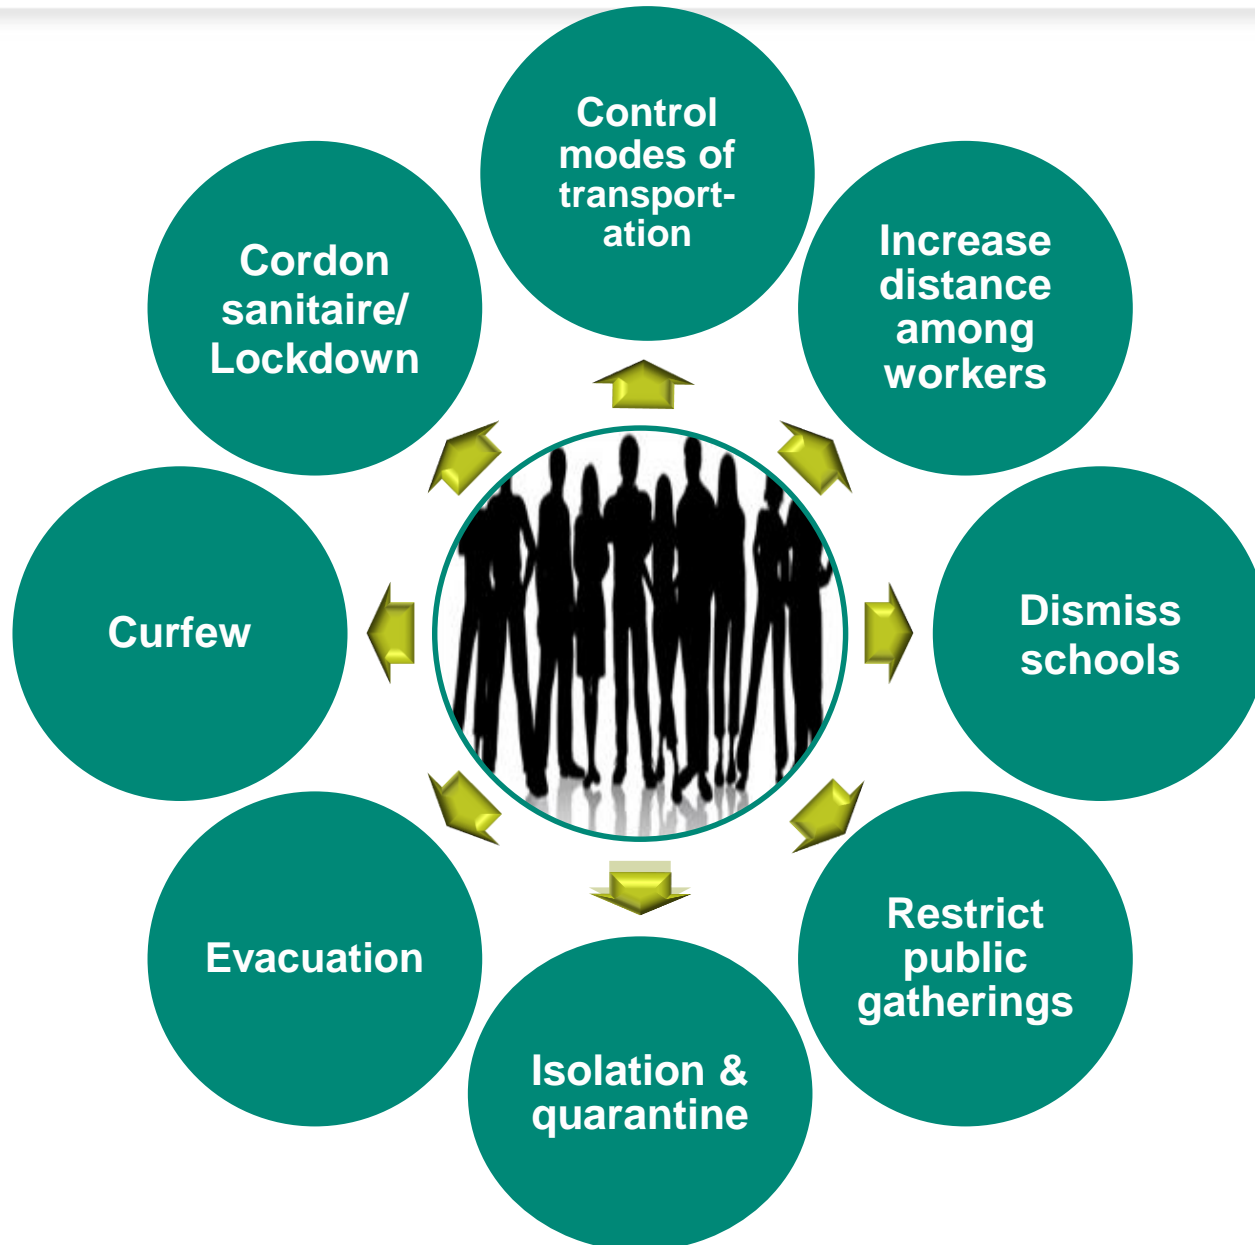 Control
modes of
transport-
ation
Increase
distance
among
workers
Dismiss
schools
Restrict
public
gatherings
Isolation &
quarantine
Evacuation
Curfew
Cordon
sanitaire/
Lockdown